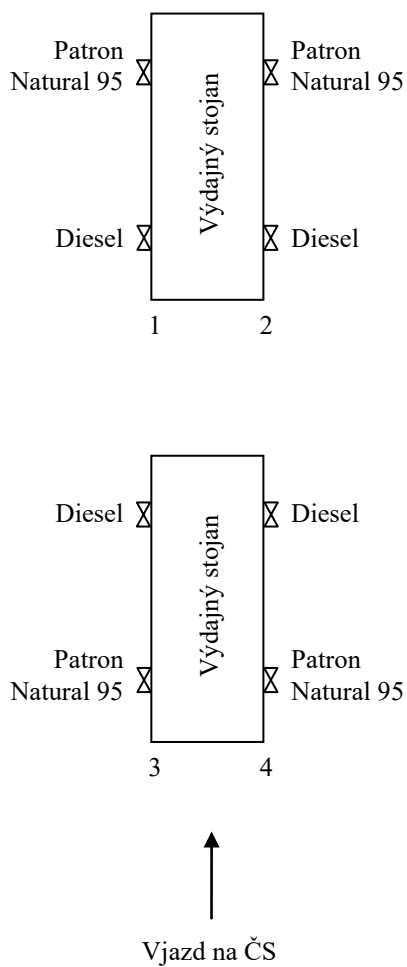 Patron
Natural 95
Patron
Natural 95
Výdajný stojan
Diesel
Diesel
1
2
Diesel
Diesel
Výdajný stojan
Patron
Natural 95
Patron
Natural 95
3
4
Vjazd na ČS